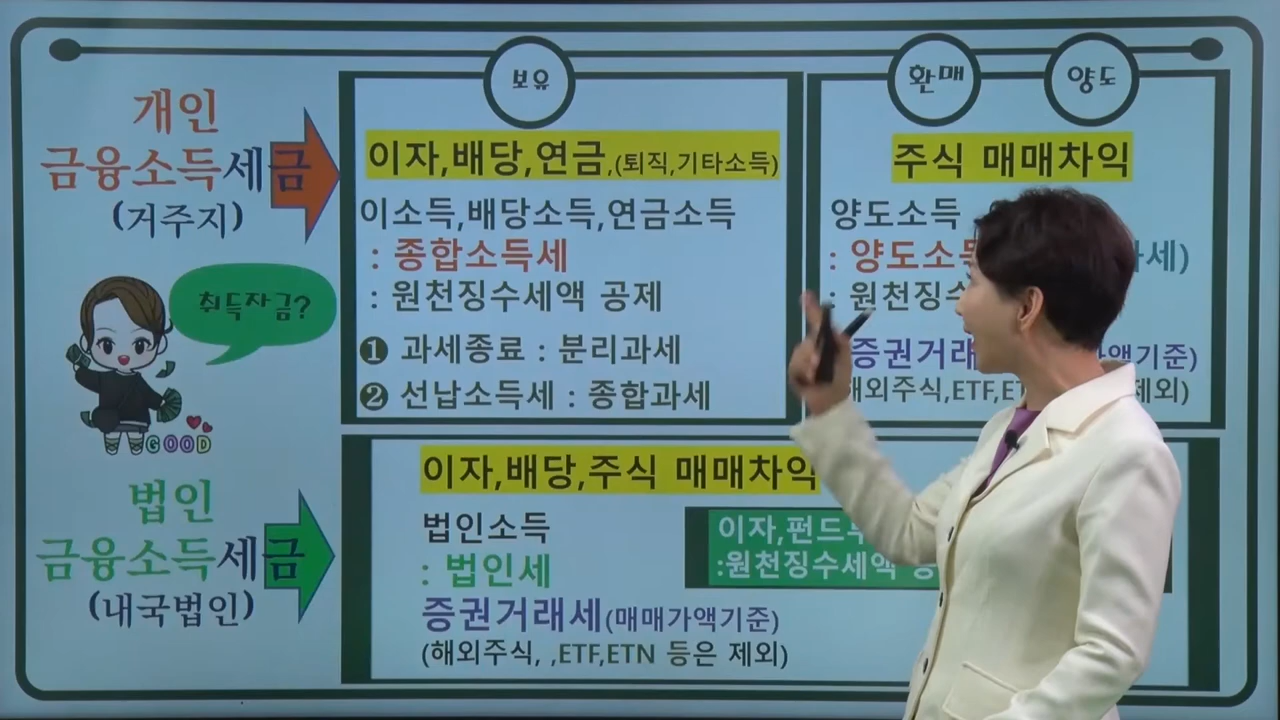 보유
환매
양도
개인
금융소득세금
(거주지)
이자,배당,연금,(퇴직,기타소득)
이소득,배당소득,연금소득
: 종합소득세
: 원천징수세액 공제
❶ 과세종료 : 분리과세
❷ 선납소득세 : 종합과세
주식 매매차익
양도소득
: 양도소 세)
: 원천징
증권거래 액기준)
해외주식,ETF, 제외)
취득자금?
GOOD
법인
금융소득세금
(내국법인)
이자,배당,주식 매매차익
법인소득
: 법인세
이자,펀드
:원천징수세액
증권거래세(매매가액기준)
(해외주식, ,ETF,ETN 등은 제외)